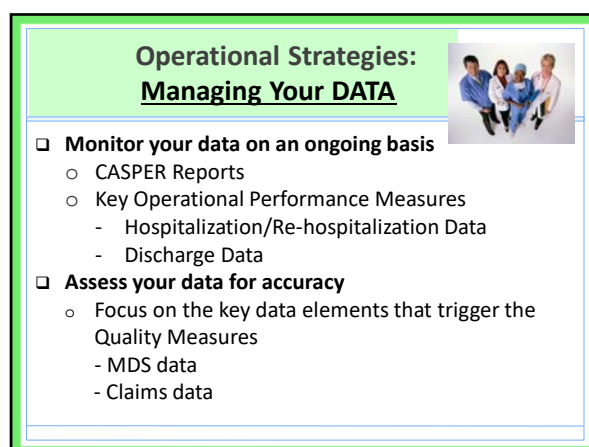 Operational Strategies:
Managing Your DATA
❑ Monitor your data on an ongoing basis
○ CASPER Reports
○ Key Operational Performance Measures
- Hospitalization/Re-hospitalization Data
- Discharge Data
❑ Assess your data for accuracy
○ Focus on the key data elements that trigger the
Quality Measures
- MDS data
- Claims data